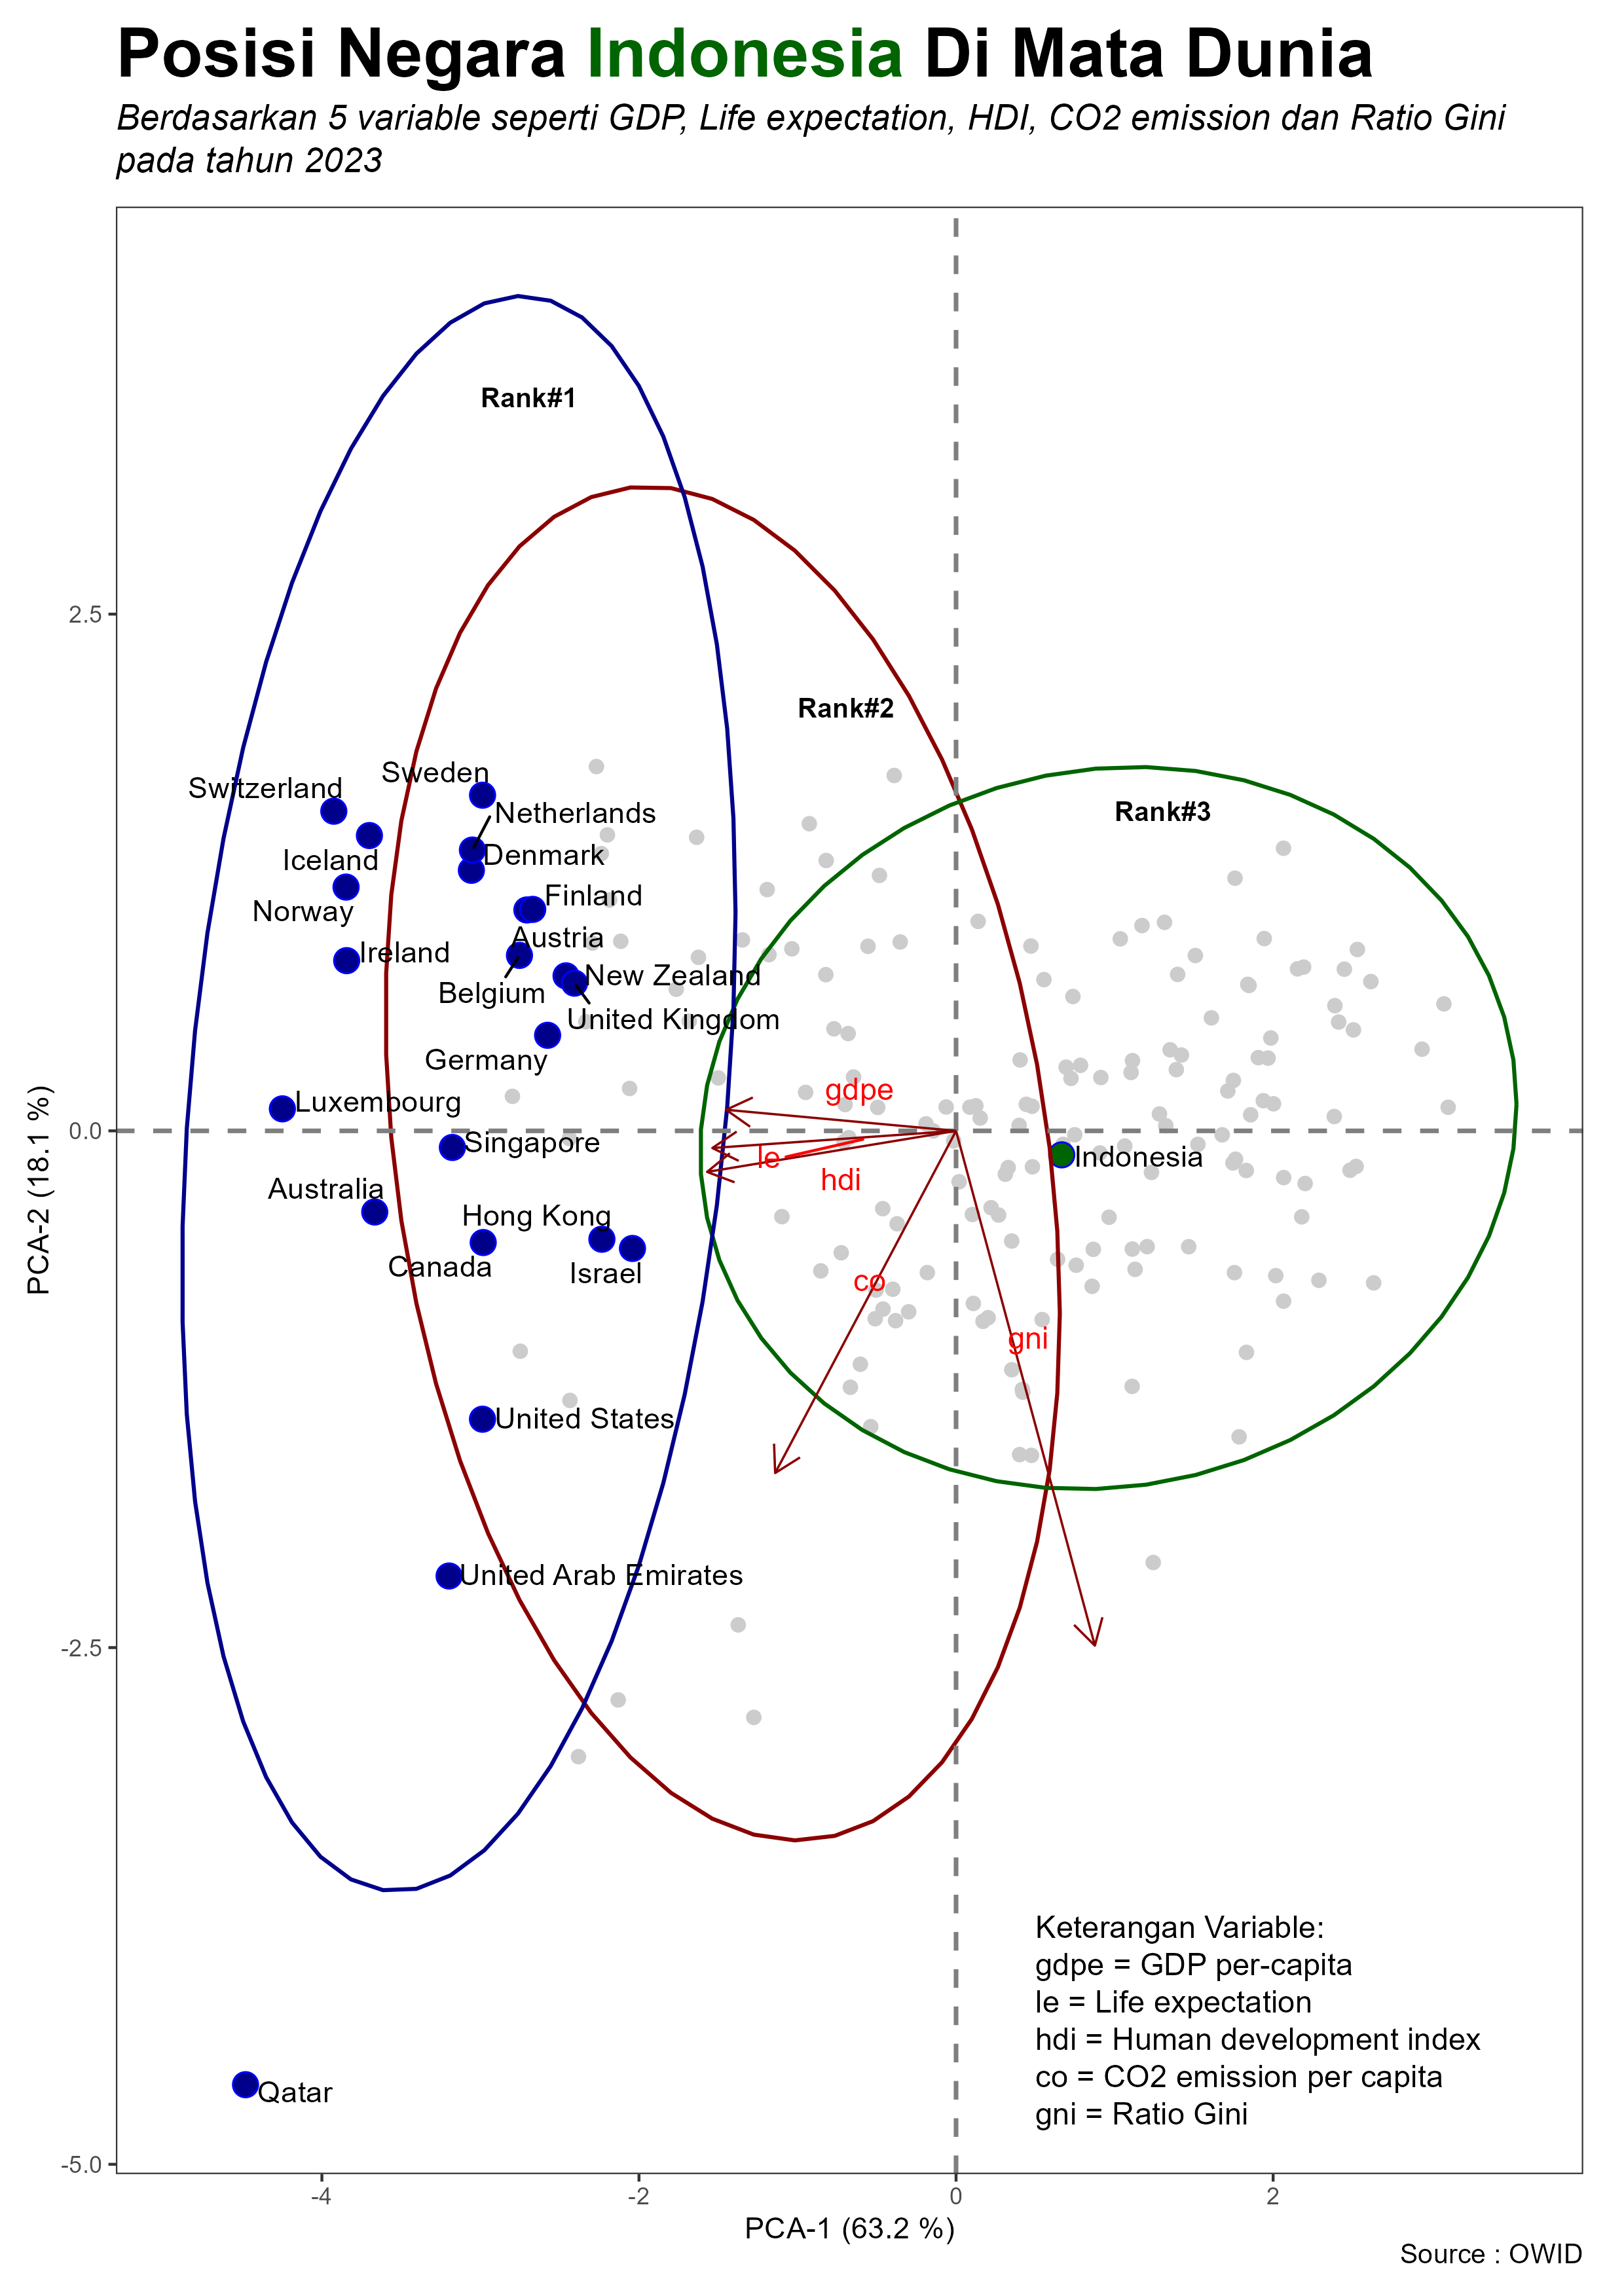 Posisi Negara Indonesia Di Mata Dunia
Berdasarkan 5 variable seperti GDP, Life expectation, HDI, CO2 emission dan Ratio Gini
pada tahun 2023
Rank#1
Rank#2
Rank#3
2.5
0.0
-2.5
-5.0
PCA-2 (18.1 %)
Switzerland
Sweden
Netherlands
Iceland
Denmark
Norway
Finland
Austria
Ireland
Belgium
New Zealand
United Kingdom
Germany
Luxembourg
Singapore
Australia
Hong Kong
Canada
Israel
United States
United Arab Emirates
Qatar
gdpe
le
hdi
Indonesia
co
gni
Keterangan Variable:
gdpe = GDP per-capita
le = Life expectation
hdi = Human development index
co = CO2 emission per capita
gni = Ratio Gini
-4
-2
0
2
PCA-1 (63.2 %)
Source : OWID